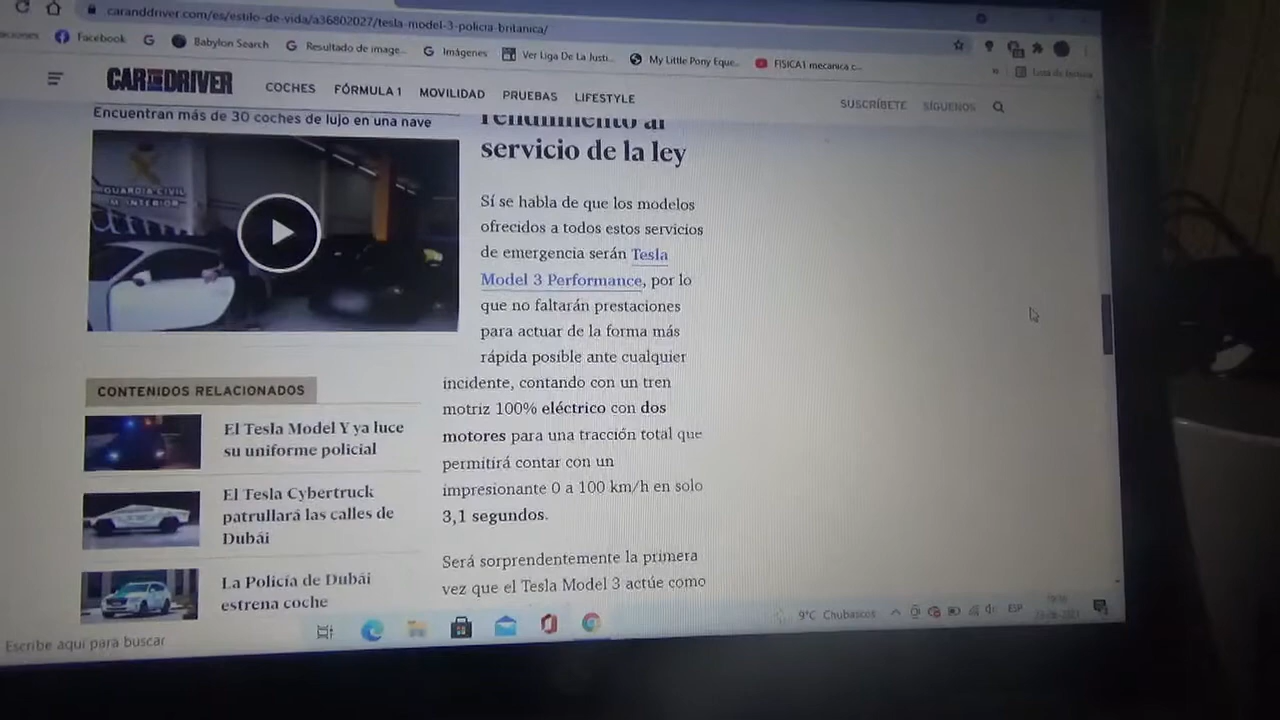 caranddriver.com/es/estilo-de-vida/a36802027/tesla-model-3-policia-britanica/
Facebook
Babylon Search
Resultado de image...
Imágenes
Ver Liga De La Justi...
My Little Pony Eque...
FISICA1 mecanica c...
Lista de lectura
CAR AND DRIVER
COCHES
FÓRMULA 1
MOVILIDAD
PRUEBAS
LIFESTYLE
SUSCRÍBETE
SÍGUENOS
Encuentran más de 30 coches de lujo en una nave
GUARDIA CIVIL
M. INTERIOR
rendimiento al
servicio de la ley
Sí se habla de que los modelos
ofrecidos a todos estos servicios
de emergencia serán Tesla
Model 3 Performance, por lo
que no faltarán prestaciones
para actuar de la forma más
rápida posible ante cualquier
incidente, contando con un tren
motriz 100% eléctrico con dos
motores para una tracción total que
permitirá contar con un
impresionante 0 a 100 km/h en solo
3,1 segundos.
Será sorprendentemente la primera
vez que el Tesla Model 3 actúe como
CONTENIDOS RELACIONADOS
El Tesla Model Y ya luce
su uniforme policial
El Tesla Cybertruck
patrullará las calles de
Dubái
La Policía de Dubái
estrena coche
Escribe aquí para buscar
9°C Chubascos
ESP